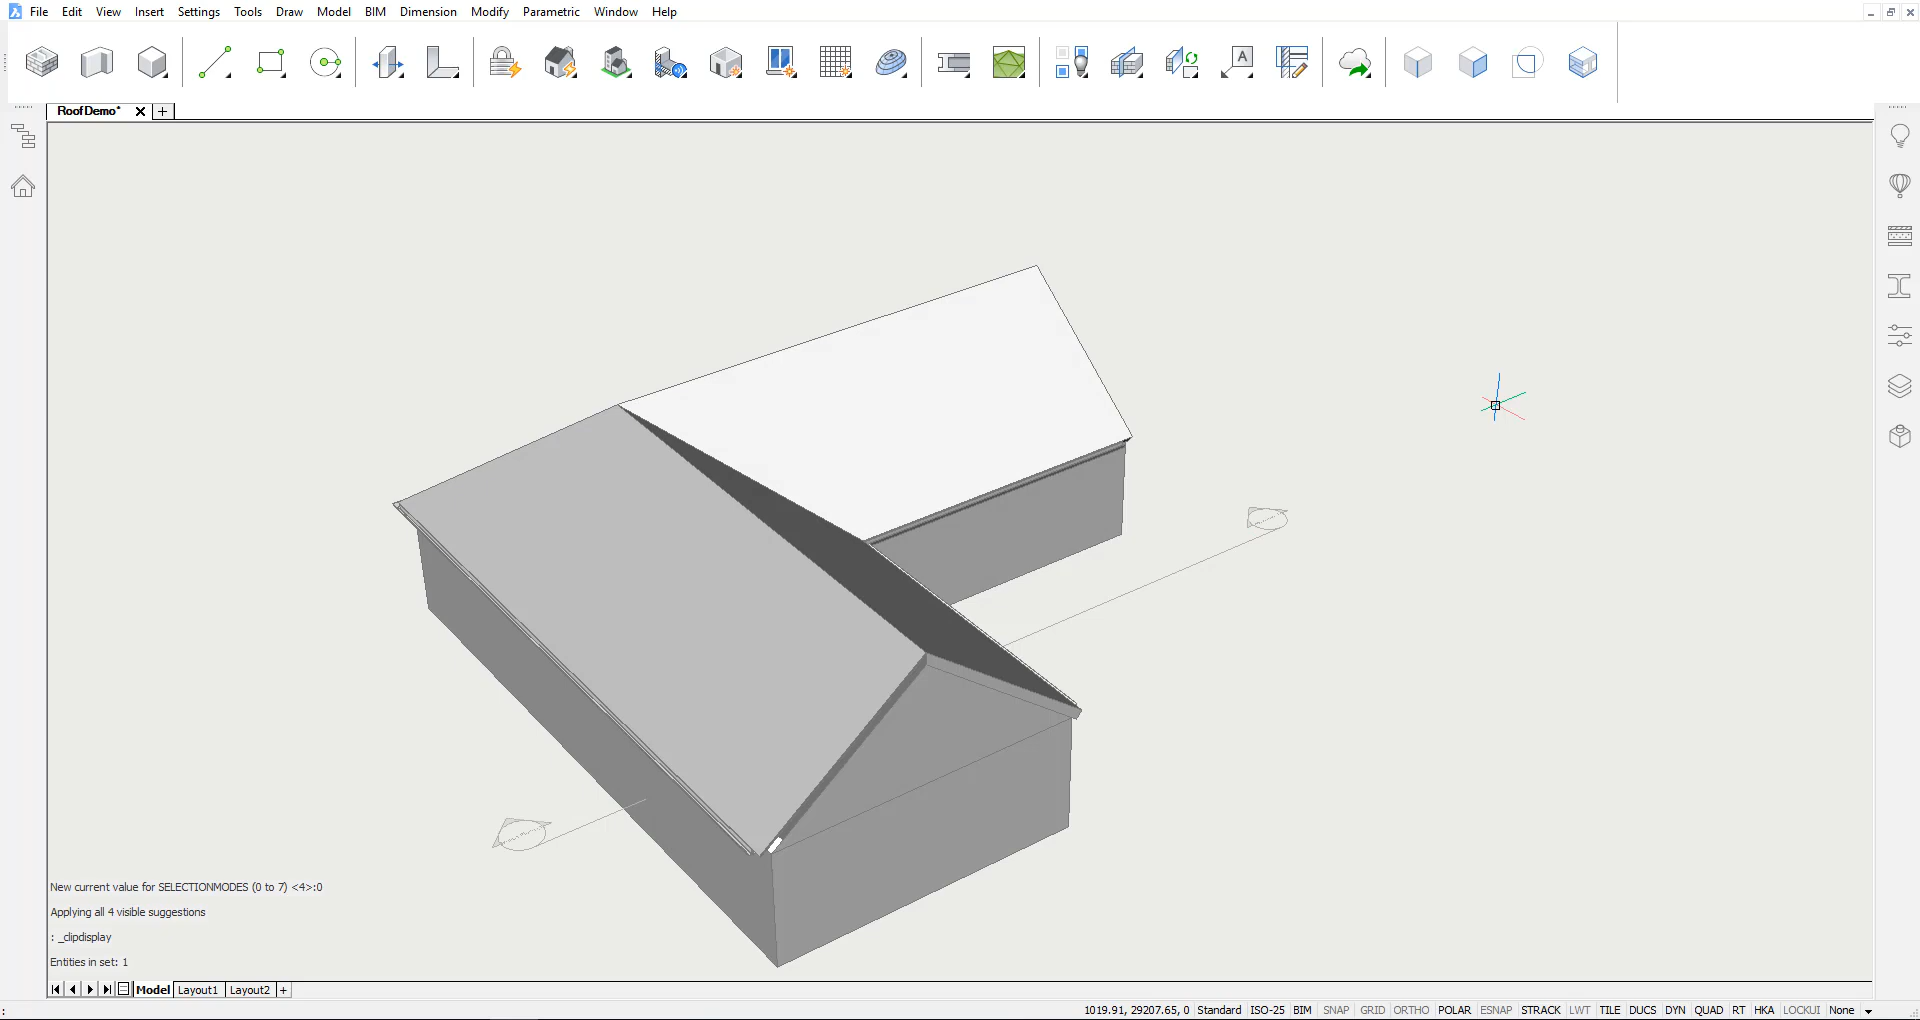 File Edit View Insert Settings Tools Draw Model BIM Dimension Modify Parametric Window Help
A
RoofDemo*
New current value for SELECTIONMODES (0 to 7) <4>:0
Applying all 4 visible suggestions
: _clipdisplay
Entities in set: 1
Model Layout1 Layout2 +
: 1019.91, 29207.65, 0 Standard ISO-25 BIM SNAP GRID ORTHO POLAR ESNAP STRACK LWT TILE DUCS DYN QUAD RT HKA LOCKUI None